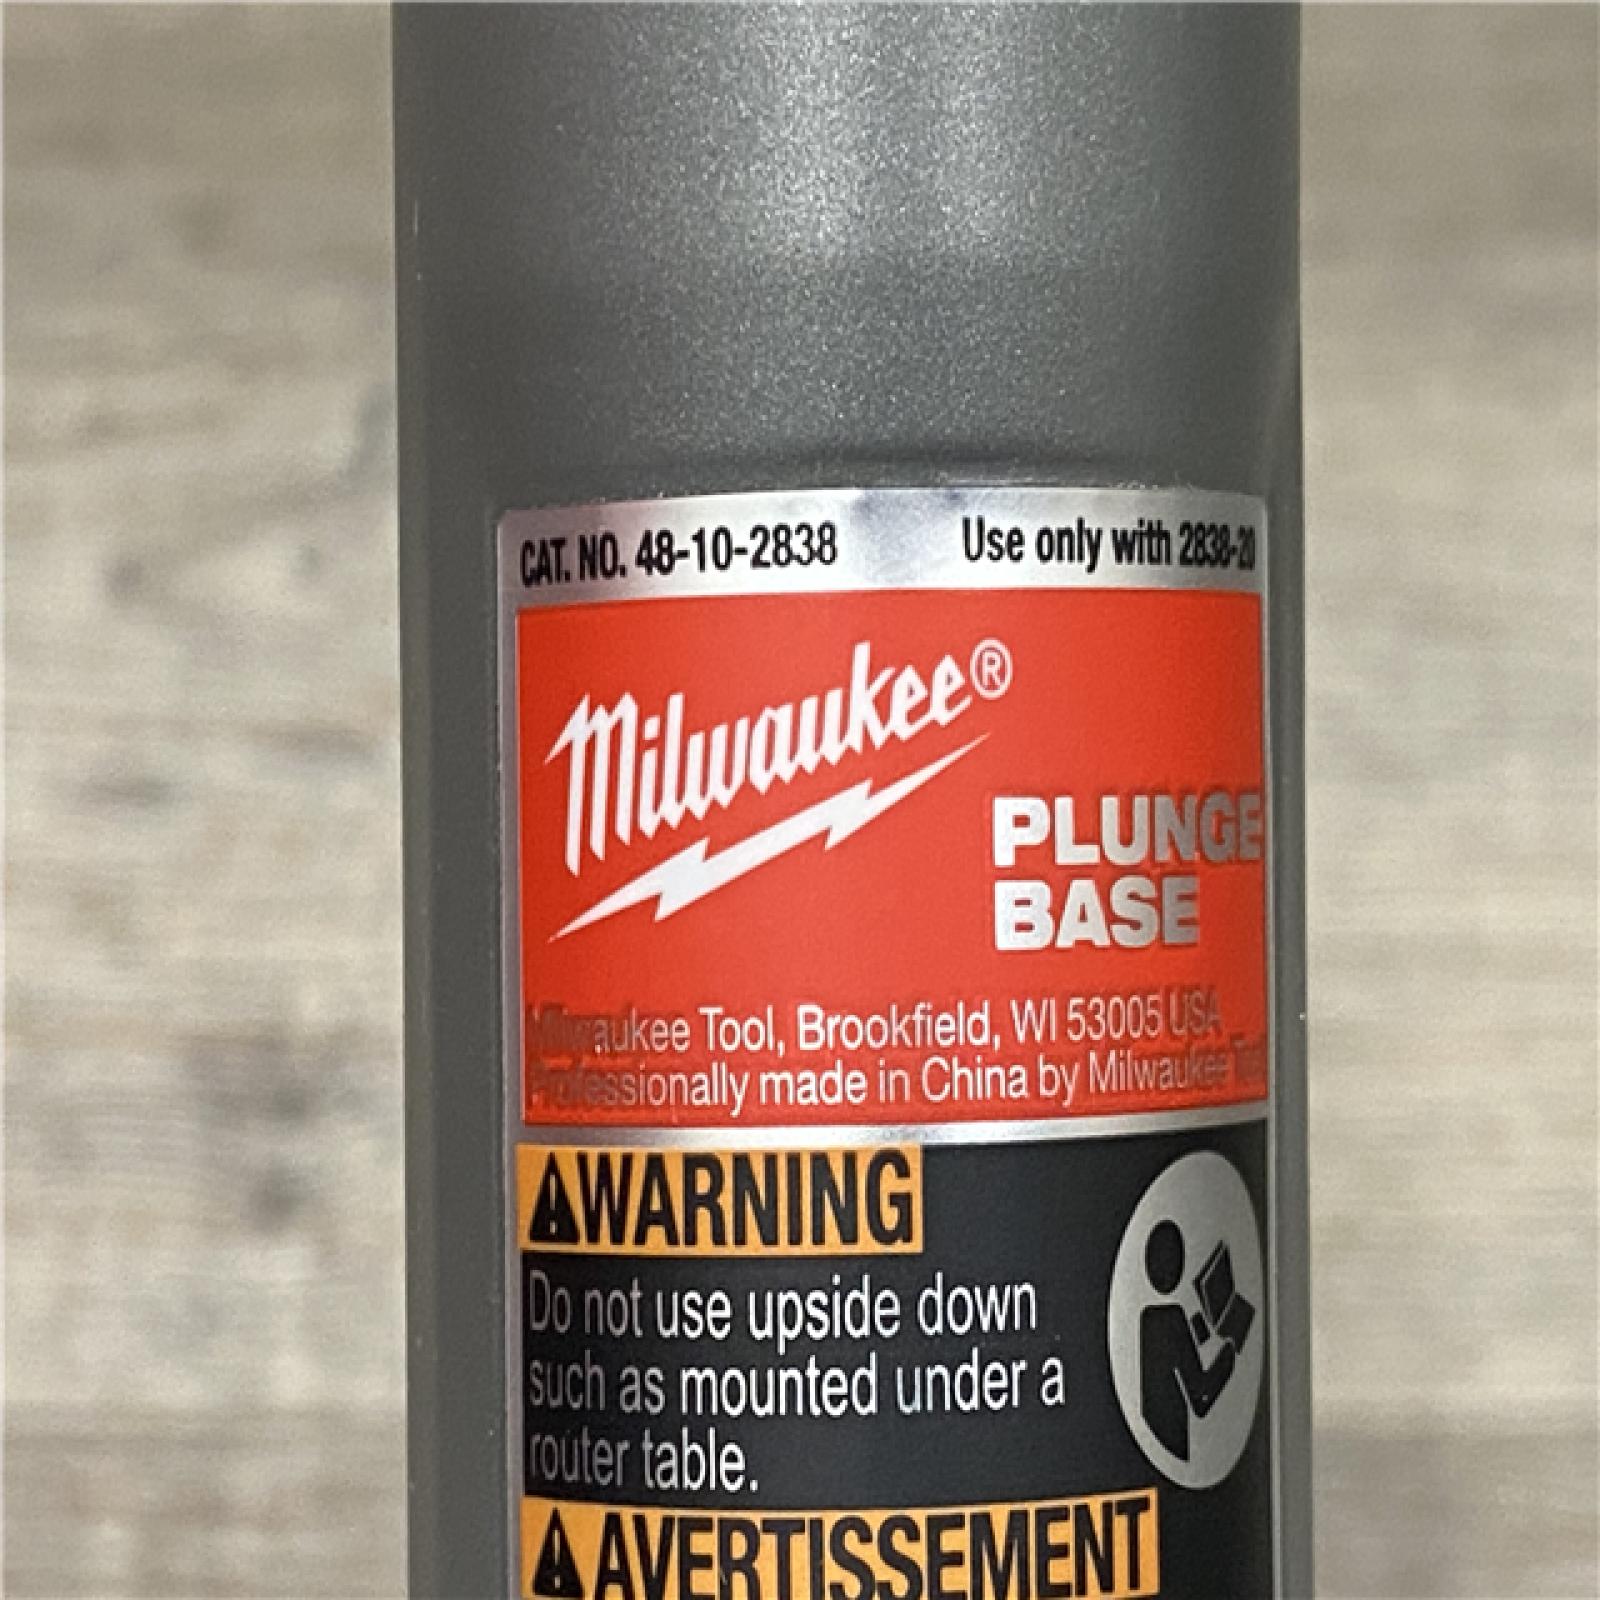 CAT. NO. 48-10-2838 Use only with 2838-20
Milwaukee®
PLUNGE
BASE
Milwaukee Tool, Brookfield, WI 53005 USA
Professionally made in China by Milwaukee Tool
WARNING
Do not use upside down
such as mounted under a
router table.
AVERTISSEMENT